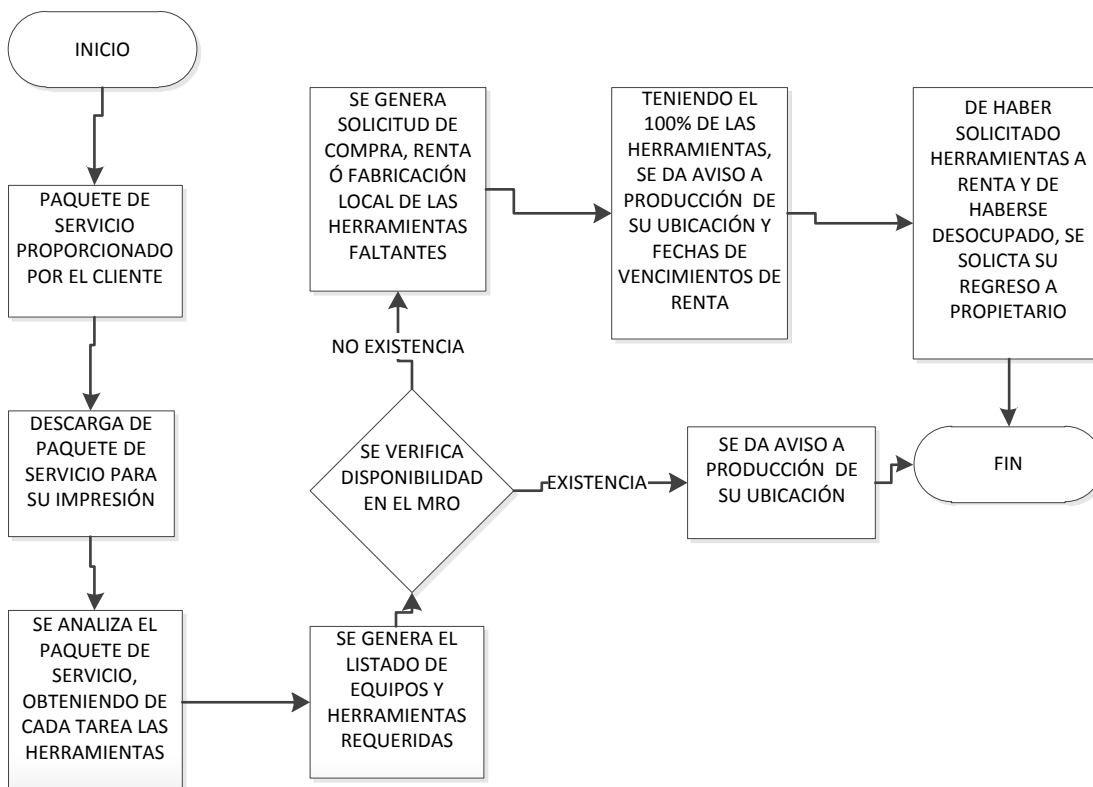 INICIO
PAQUETE DE
SERVICIO
PROPORCIONADO
POR EL CLIENTE
DESCARGA DE
PAQUETE DE
SERVICIO PARA
SU IMPRESIÓN
SE ANALIZA EL
PAQUETE DE
SERVICIO,
OBTENIENDO DE
CADA TAREA LAS
HERRAMIENTAS
SE GENERA EL
LISTADO DE
EQUIPOS Y
HERRAMIENTAS
REQUERIDAS
SE VERIFICA
DISPONIBILIDAD
EN EL MRO
NO EXISTENCIA
SE GENERA
SOLICITUD DE
COMPRA, RENTA
Ó FABRICACIÓN
LOCAL DE LAS
HERRAMIENTAS
FALTANTES
TENIENDO EL
100% DE LAS
HERRAMIENTAS,
SE DA AVISO A
PRODUCCIÓN DE
SU UBICACIÓN Y
FECHAS DE
VENCIMIENTOS DE
RENTA
DE HABER
SOLICITADO
HERRAMIENTAS A
RENTA Y DE
HABERSE
DESOCUPADO, SE
SOLICTA SU
REGRESO A
PROPIETARIO
EXISTENCIA
SE DA AVISO A
PRODUCCIÓN DE
SU UBICACIÓN
FIN